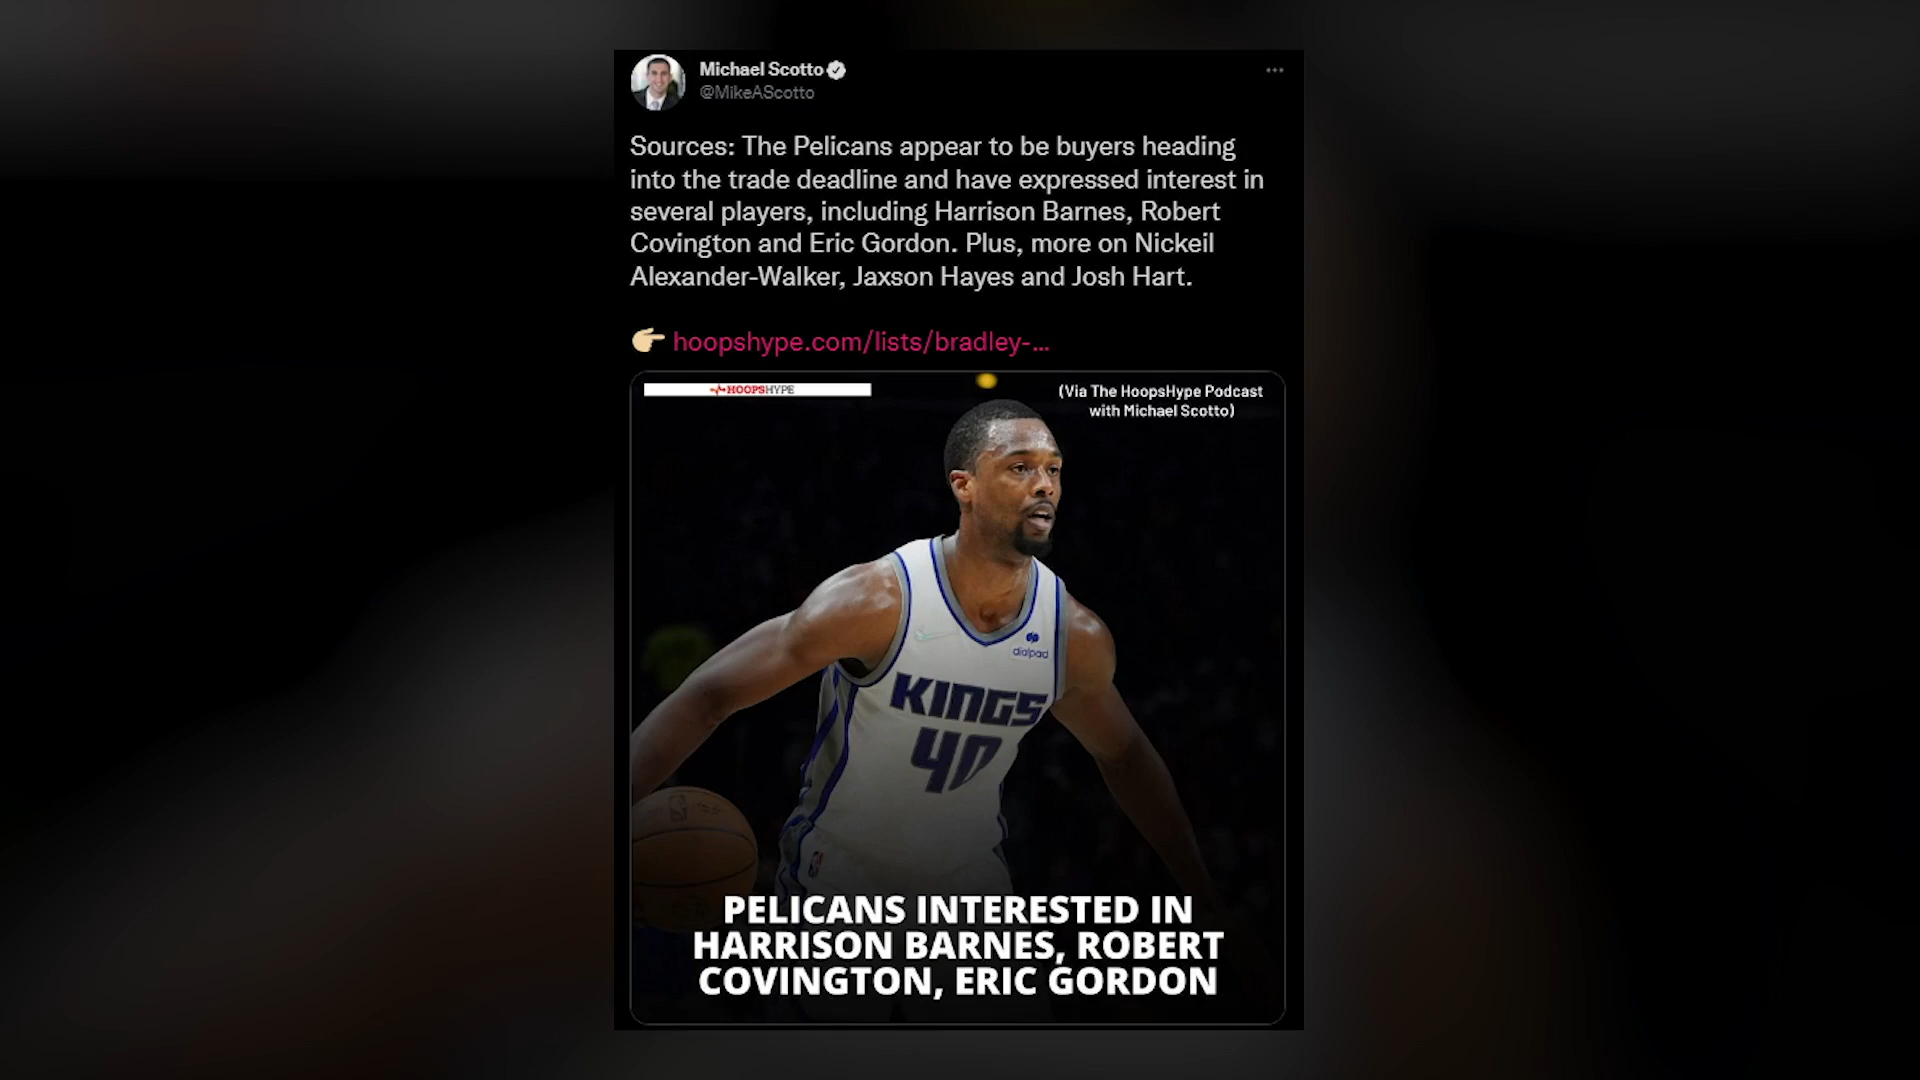 Michael Scotto
@MikeAScotto
Sources: The Pelicans appear to be buyers heading
into the trade deadline and have expressed interest in
several players, including Harrison Barnes, Robert
Covington and Eric Gordon. Plus, more on Nickeil
Alexander-Walker, Jaxson Hayes and Josh Hart.
hoopshype.com/lists/bradley-...
HOOPSHYPE
(Via The HoopsHype Podcast
with Michael Scotto)
dialpad
KINGS
40
PELICANS INTERESTED IN
HARRISON BARNES, ROBERT
COVINGTON, ERIC GORDON